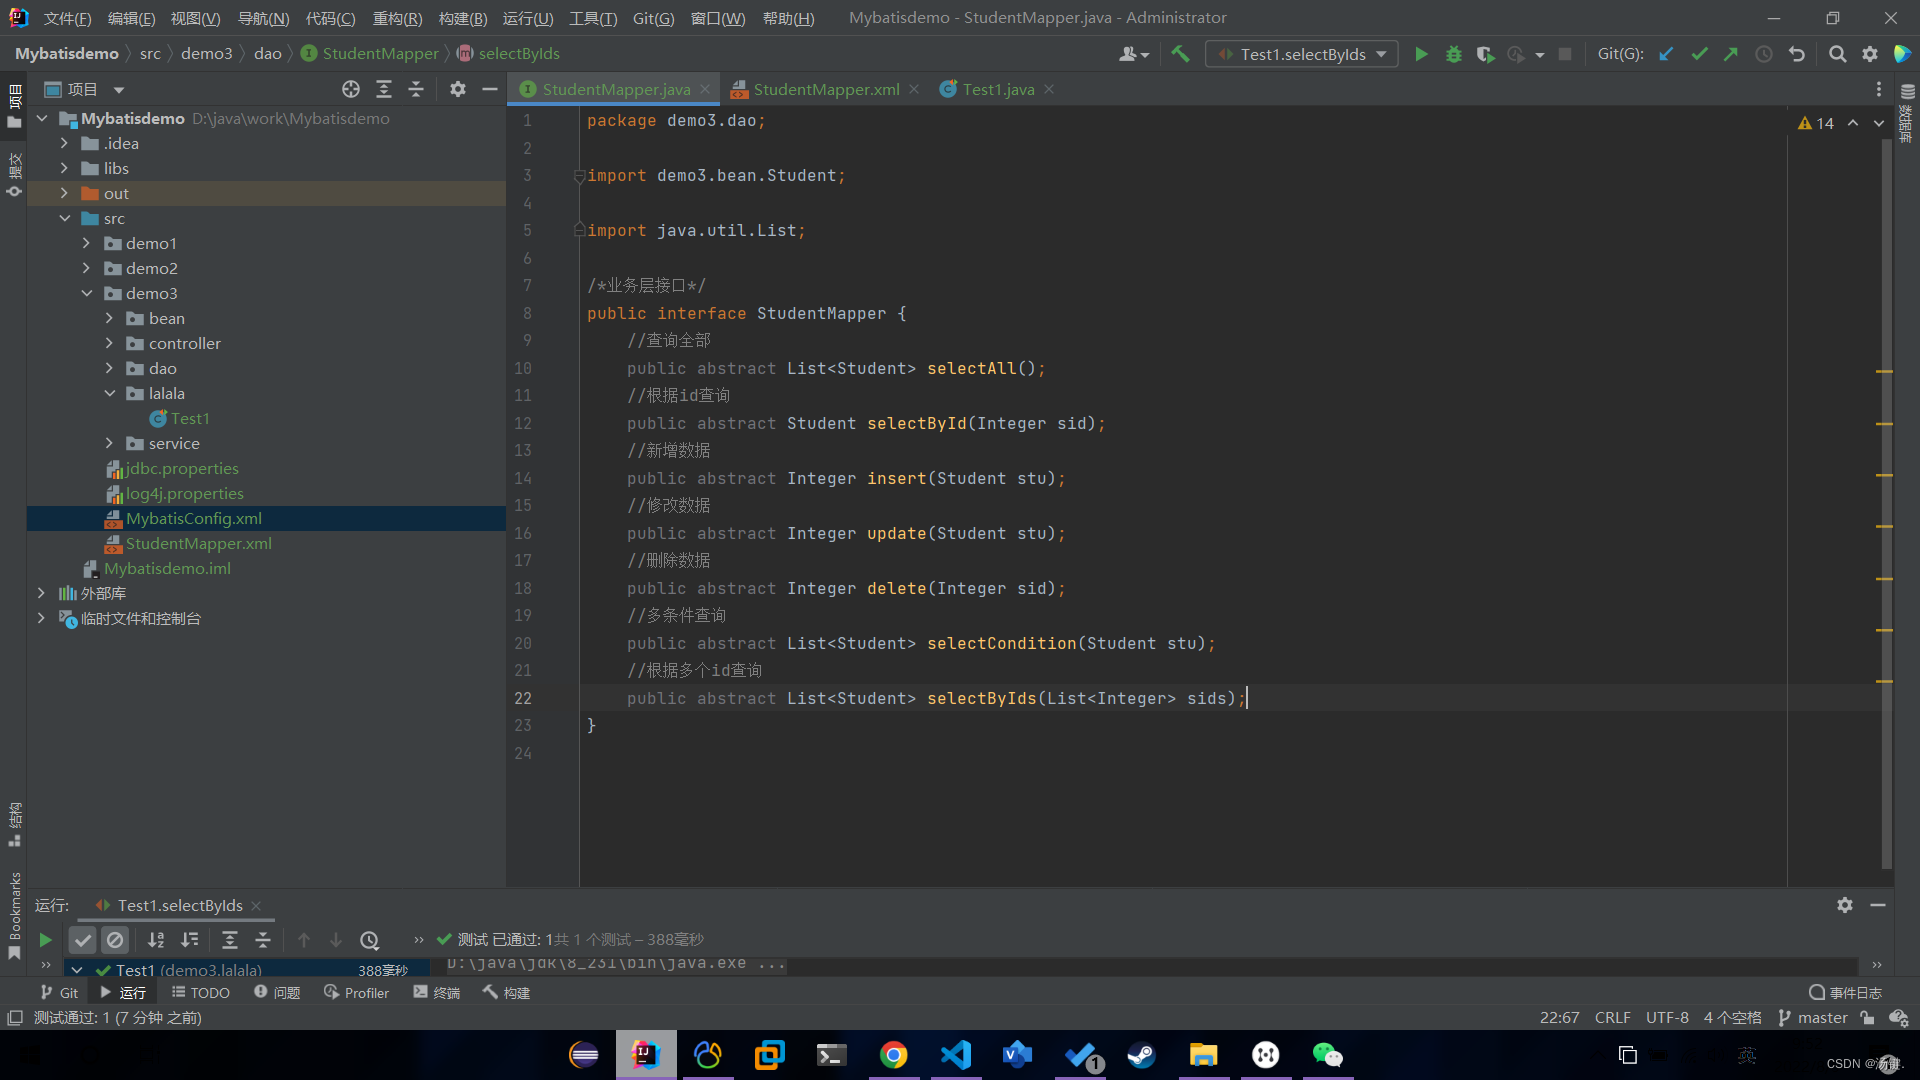 文件(F) 编辑(E) 视图(V) 导航(N) 代码(C) 重构(R) 构建(B) 运行(U) 工具(T) Git(G) 窗口(W) 帮助(H) Mybatisdemo - StudentMapper.java - Administrator
Mybatisdemo src demo3 dao StudentMapper selectByIds Test1.selectByIds Git(G):
项目 StudentMapper.java StudentMapper.xml Test1.java
项目
提交
结构
Bookmarks
数据库
Mybatisdemo D:\java\work\Mybatisdemo
.idea
libs
out
src
demo1
demo2
demo3
bean
controller
dao
lalala
Test1
service
jdbc.properties
log4j.properties
MybatisConfig.xml
StudentMapper.xml
Mybatisdemo.iml
外部库
临时文件和控制台
14
1 package demo3.dao;
2
3 import demo3.bean.Student;
4
5 import java.util.List;
6
7 /*业务层接口*/
8 public interface StudentMapper {
9 //查询全部
10 public abstract List<Student> selectAll();
11 //根据id查询
12 public abstract Student selectById(Integer sid);
13 //新增数据
14 public abstract Integer insert(Student stu);
15 //修改数据
16 public abstract Integer update(Student stu);
17 //删除数据
18 public abstract Integer delete(Integer sid);
19 //多条件查询
20 public abstract List<Student> selectCondition(Student stu);
21 //根据多个id查询
22 public abstract List<Student> selectByIds(List<Integer> sids);
23 }
24
运行: Test1.selectByIds
测试 已通过: 1共 1 个测试 – 388毫秒
Test1 (demo3.lalala) 388毫秒 D:\java\jdk\8_231\bin\java.exe ...
Git 运行 TODO 问题 Profiler 终端 构建 事件日志
测试通过: 1 (7 分钟 之前) 22:67 CRLF UTF-8 4 个空格 master
1 英
CSDN @汤键.